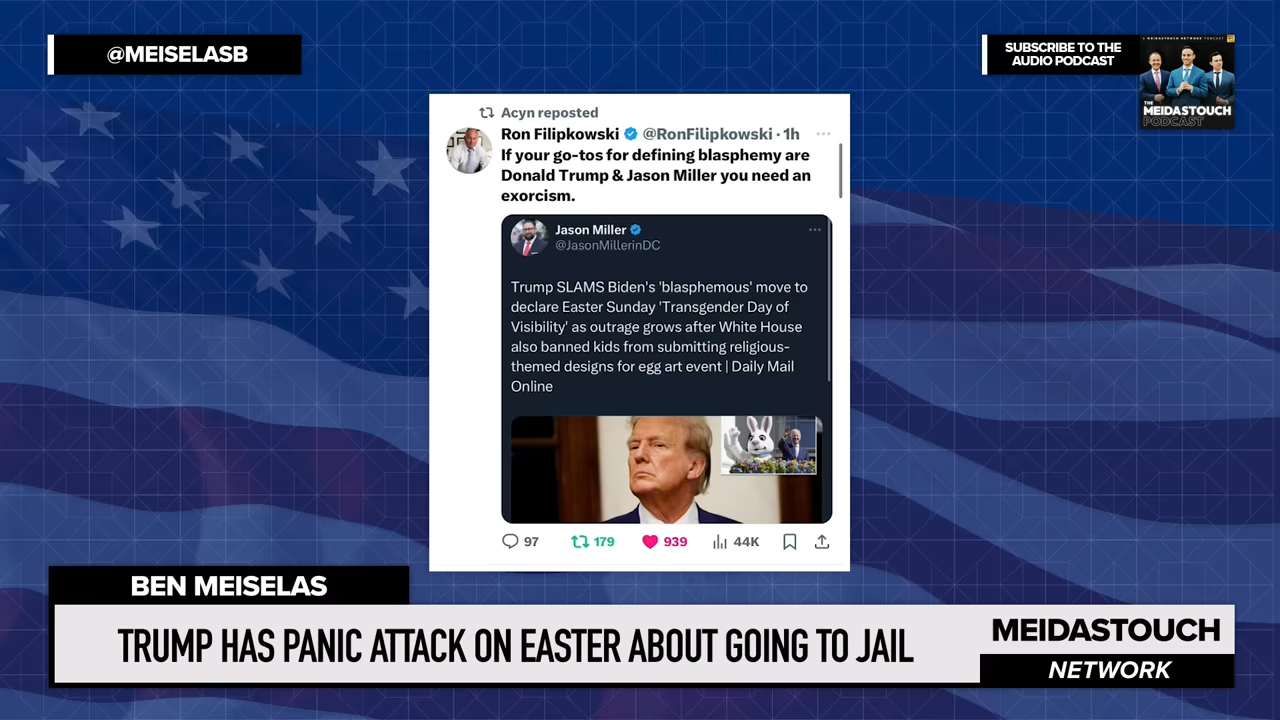 @MEISELASB
SUBSCRIBE TO THE
AUDIO PODCAST
THE
MEIDASTOUCH
PODCAST
Acyn reposted
Ron Filipkowski @RonFilipkowski · 1h
If your go-tos for defining blasphemy are
Donald Trump & Jason Miller you need an
exorcism.
Jason Miller
@JasonMillerinDC
Trump SLAMS Biden's 'blasphemous' move to
declare Easter Sunday 'Transgender Day of
Visibility' as outrage grows after White House
also banned kids from submitting religious-
themed designs for egg art event | Daily Mail
Online
97 179 939 44K
BEN MEISELAS
TRUMP HAS PANIC ATTACK ON EASTER ABOUT GOING TO JAIL
MEIDASTOUCH
NETWORK